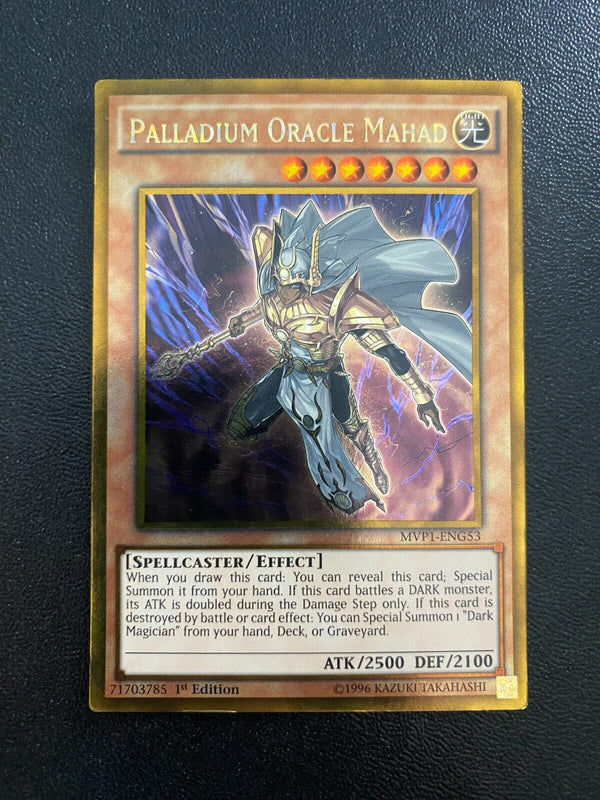 PALLADIUM ORACLE MAHAD
LIGHT
光
MVP1-ENG53
[SPELLCASTER/EFFECT]
When you draw this card: You can reveal this card; Special
Summon it from your hand. If this card battles a DARK monster,
its ATK is doubled during the Damage Step only. If this card is
destroyed by battle or card effect: You can Special Summon 1 "Dark
Magician" from your hand, Deck, or Graveyard.
ATK/2500 DEF/2100
71703785 1st Edition
©1996 KAZUKI TAKAHASHI